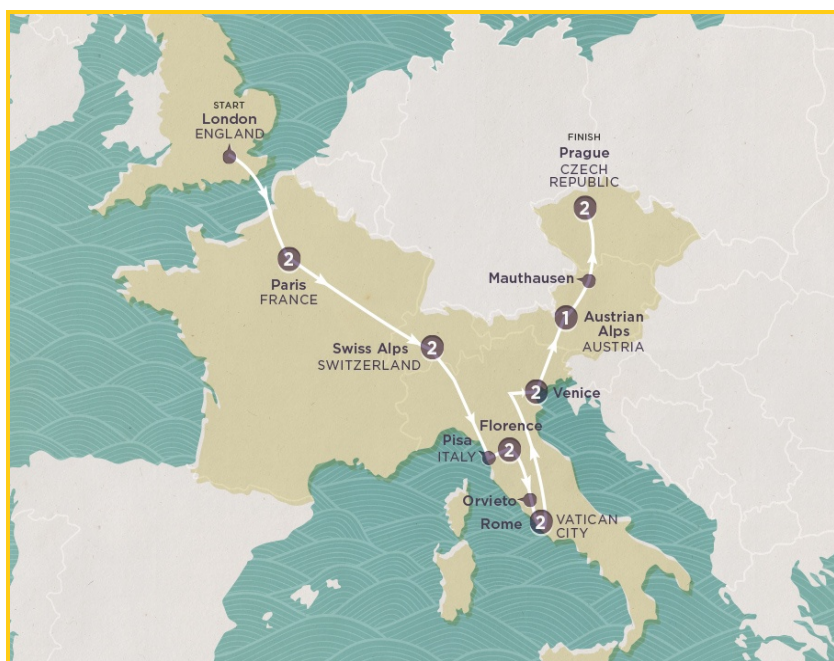 START
London
ENGLAND
2
Paris
FRANCE
Swiss Alps
SWITZERLAND
2
Pisa
ITALY
Florence
2
Orvieto
Rome
2
VATICAN
CITY
2
Venice
1
Austrian
Alps
AUSTRIA
Mauthausen
FINISH
Prague
CZECH
REPUBLIC
2